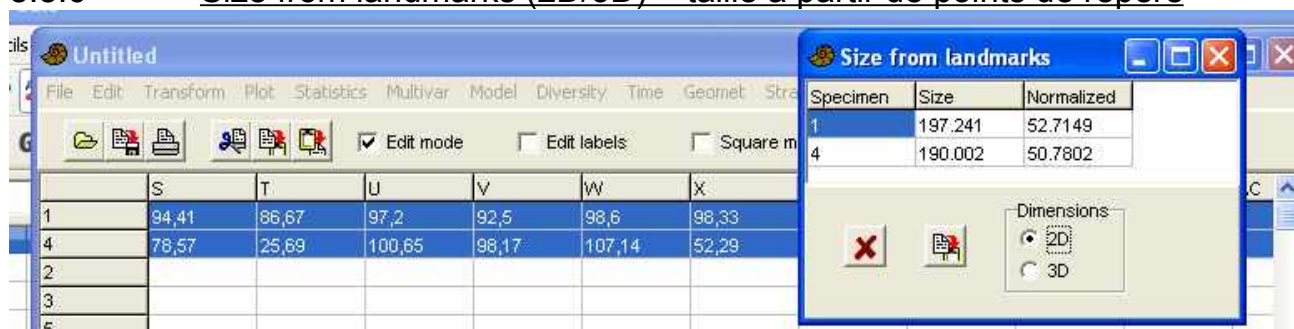 Size from landmarks (2D/3D) – taille à partir de points de repère
Untitled
File Edit Transform Plot Statistics Multivar Model Diversity Time Geomet Stra
Edit mode Edit labels Square m
S T U V W X
1 94,41 86,67 97,2 92,5 98,6 98,33
4 78,57 25,69 100,65 98,17 107,14 52,29
2
3
Size from landmarks
Specimen Size Normalized
1 197.241 52.7149
4 190.002 50.7802
Dimensions
2D
3D